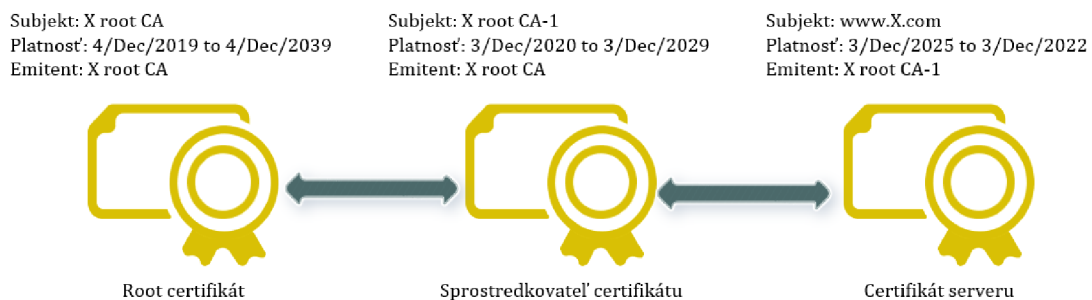 Subjekt: X root CA
Platnosť: 4/Dec/2019 to 4/Dec/2039
Emitent: X root CA
Subjekt: X root CA-1
Platnosť: 3/Dec/2020 to 3/Dec/2029
Emitent: X root CA
Subjekt: www.X.com
Platnosť: 3/Dec/2025 to 3/Dec/2022
Emitent: X root CA-1
Root certifikát
Sprostredkovateľ certifikátu
Certifikát serveru